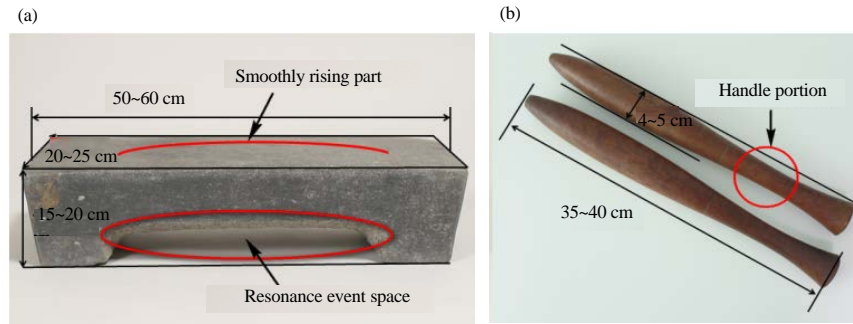 (a)
Smoothly rising part
50~60 cm
20~25 cm
15~20 cm
Resonance event space
(b)
Handle portion
4~5 cm
35~40 cm